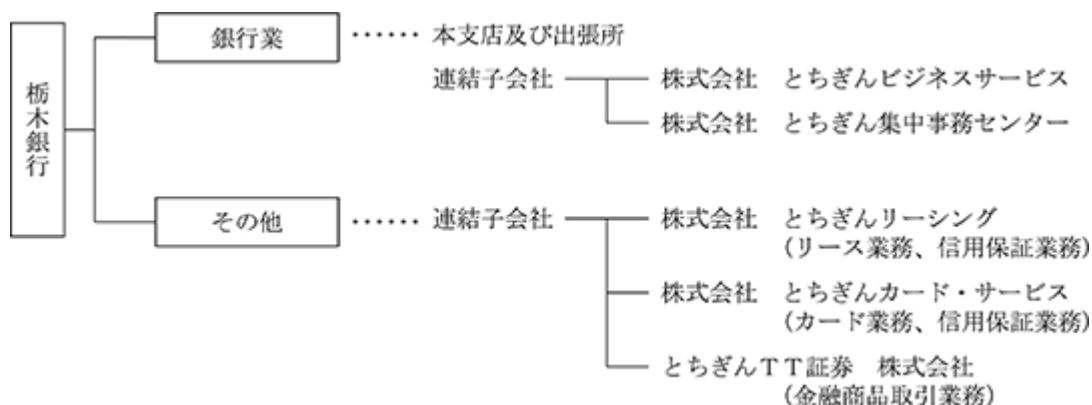 栃木銀行
銀行業 …… 本支店及び出張所
連結子会社 株式会社　とちぎんビジネスサービス
株式会社　とちぎん集中事務センター
その他 …… 連結子会社 株式会社　とちぎんリーシング
(リース業務、信用保証業務)
株式会社　とちぎんカード・サービス
(カード業務、信用保証業務)
とちぎんＴＴ証券　株式会社
(金融商品取引業務)